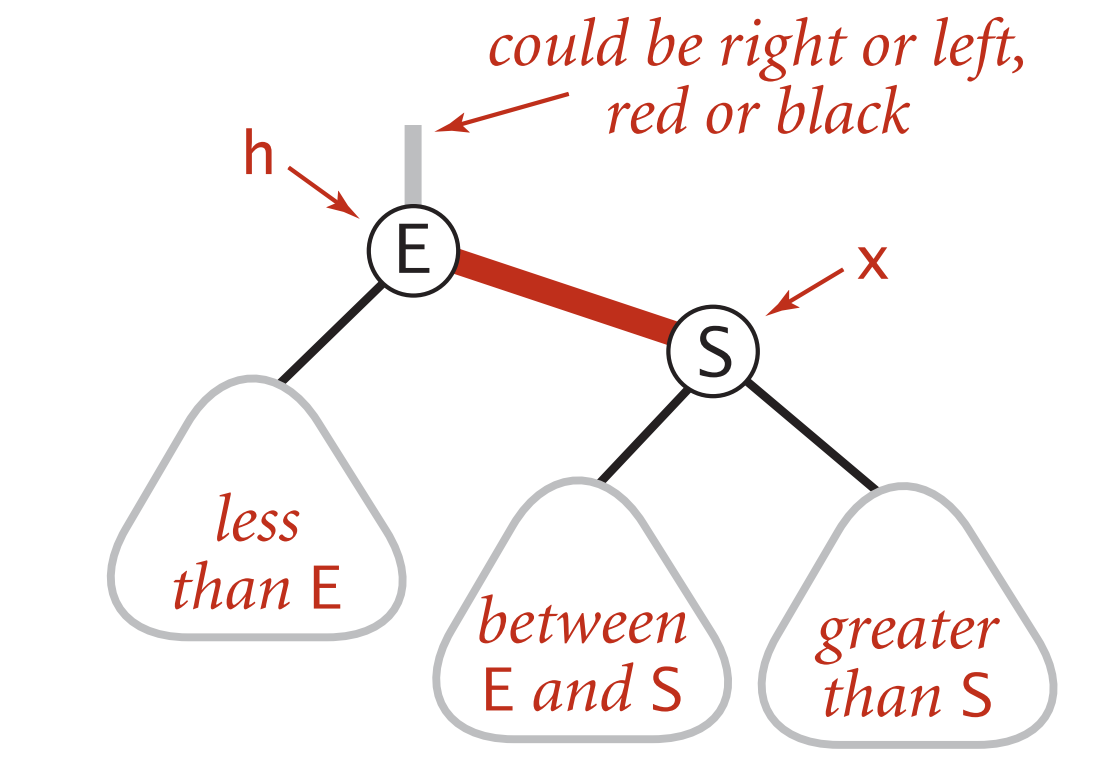 could be right or left,
red or black
h
E
x
S
less
than E
between
E and S
greater
than S